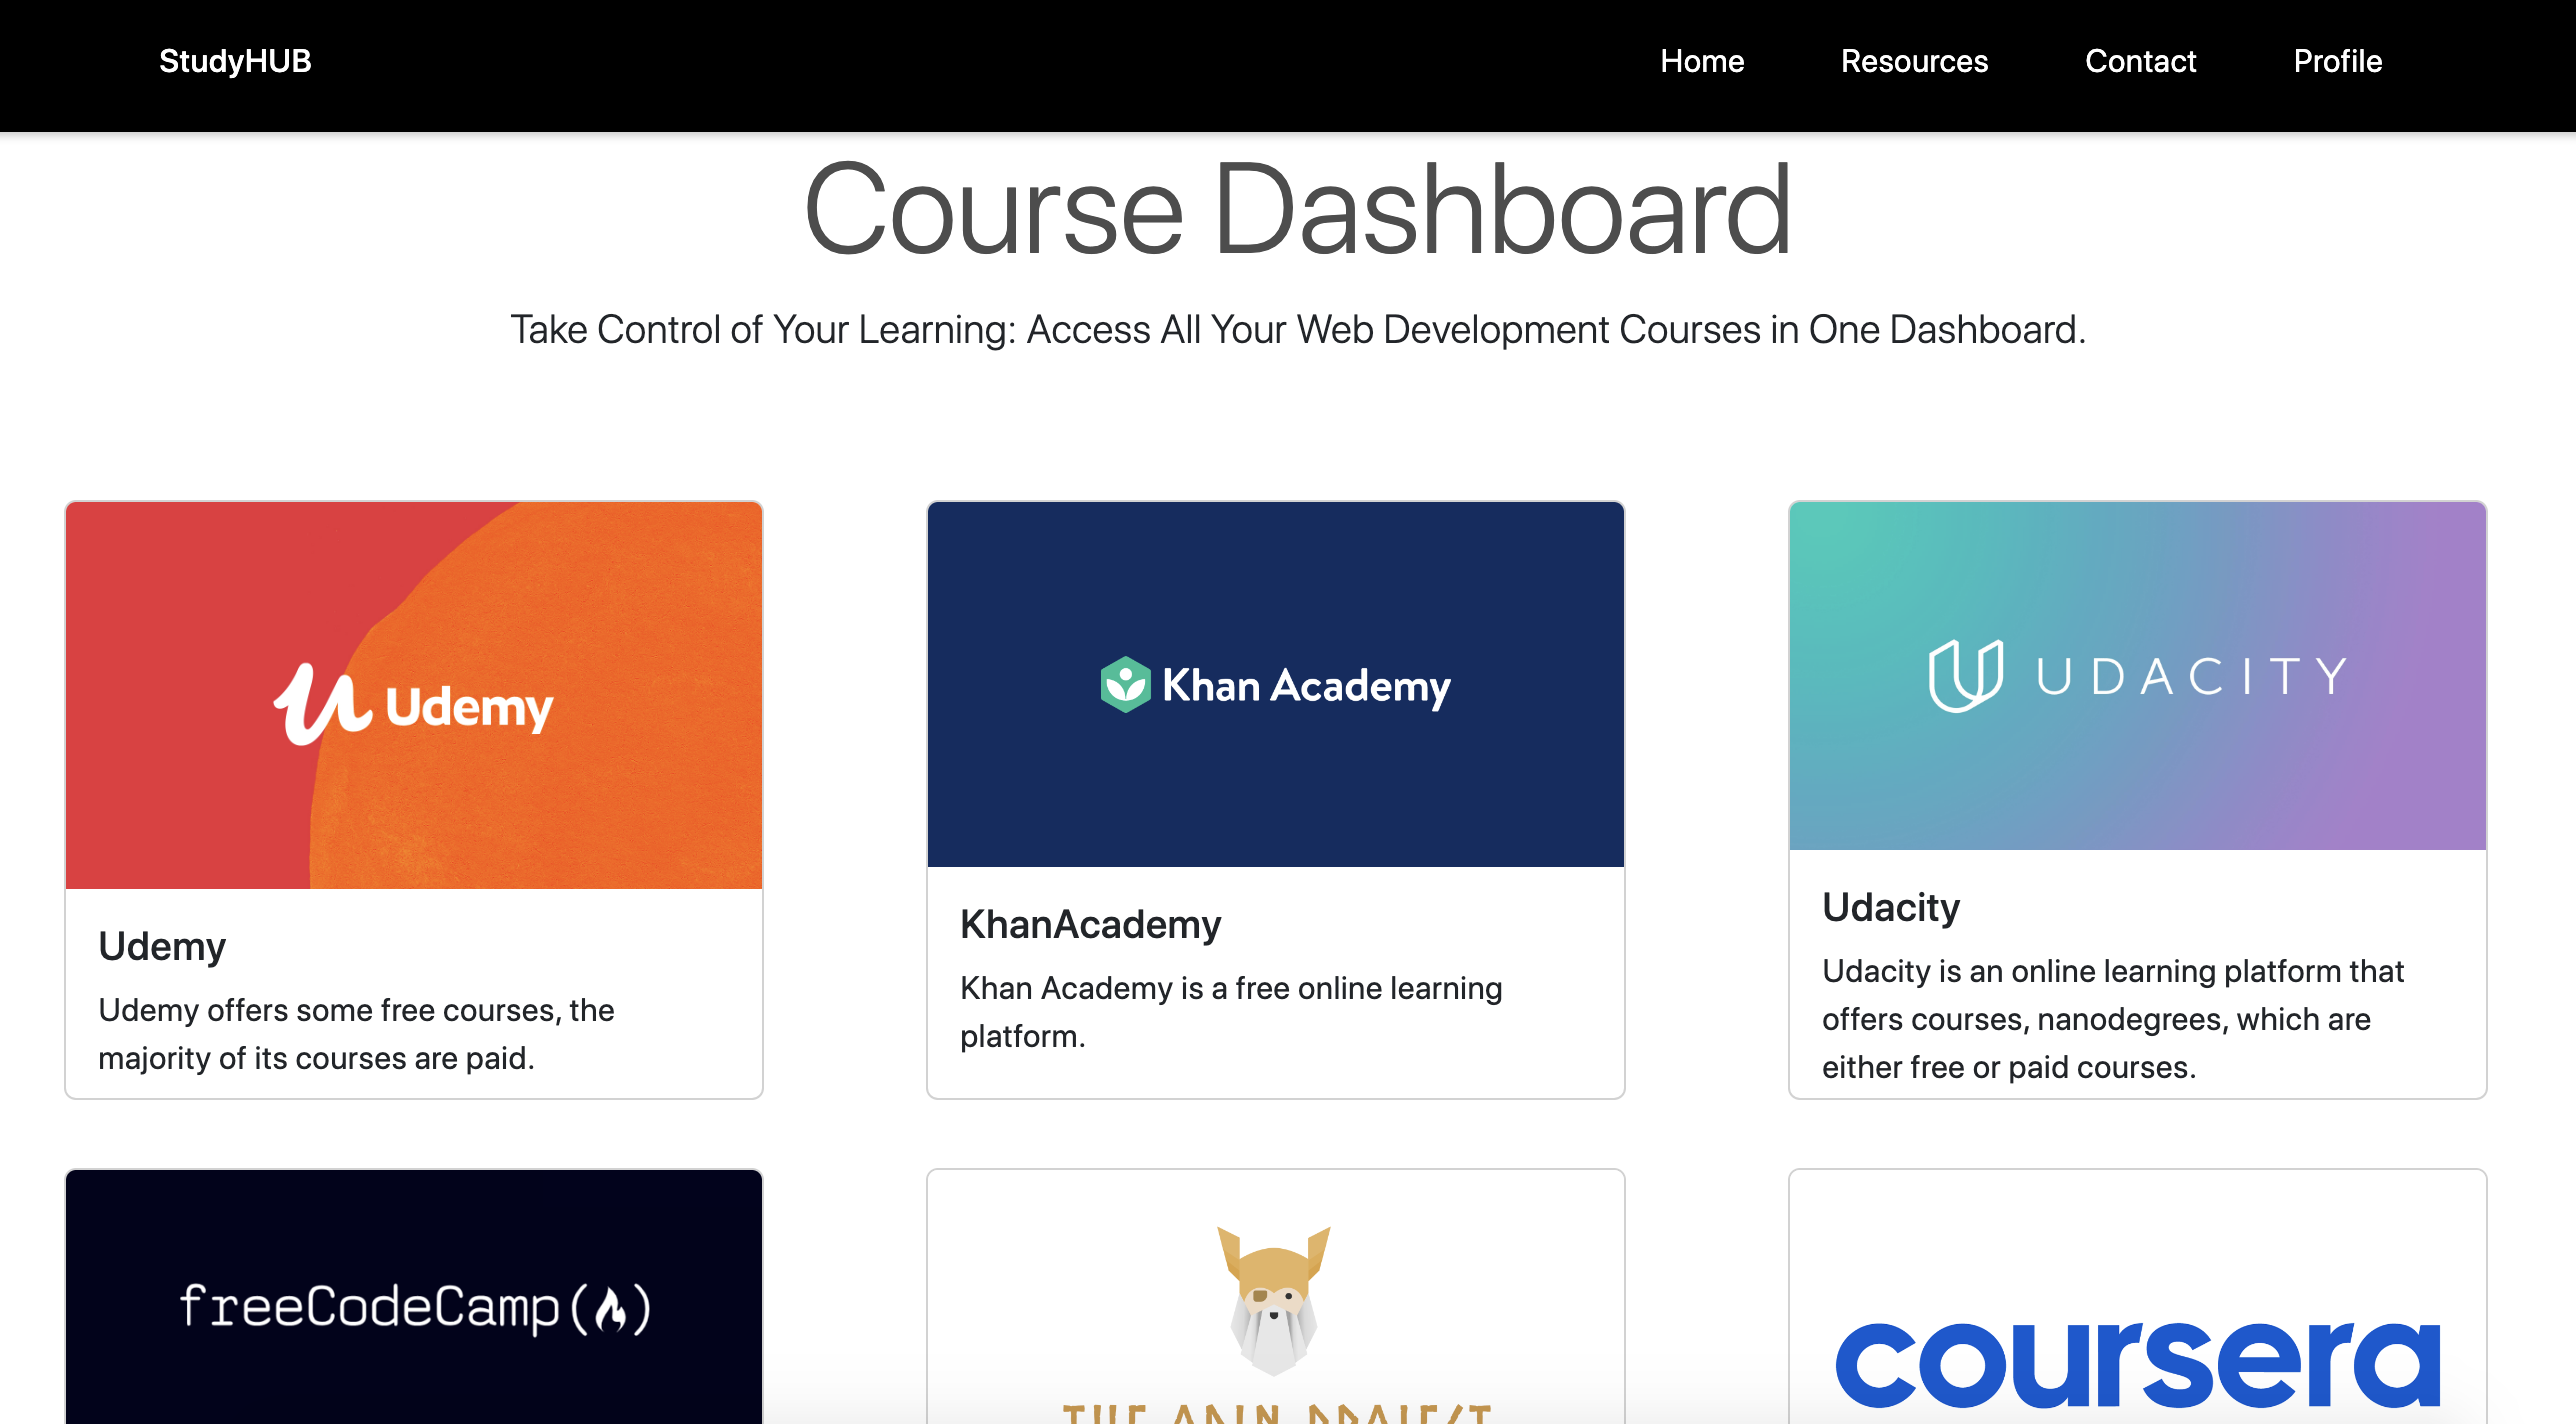 StudyHUB Home Resources Contact Profile
Course Dashboard
Take Control of Your Learning: Access All Your Web Development Courses in One Dashboard.
Udemy
Khan Academy
UDACITY
Udemy
Udemy offers some free courses, the
majority of its courses are paid.
KhanAcademy
Khan Academy is a free online learning
platform.
Udacity
Udacity is an online learning platform that
offers courses, nanodegrees, which are
either free or paid courses.
freeCodeCamp(🔥)
THE ODIN PROJECT
coursera